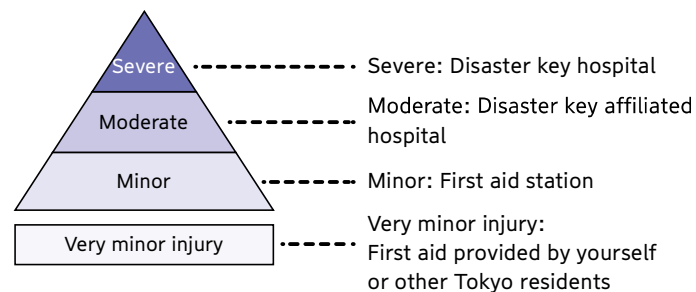 Severe
Severe: Disaster key hospital
Moderate
Moderate: Disaster key affiliated
hospital
Minor
Minor: First aid station
Very minor injury
Very minor injury:
First aid provided by yourself
or other Tokyo residents